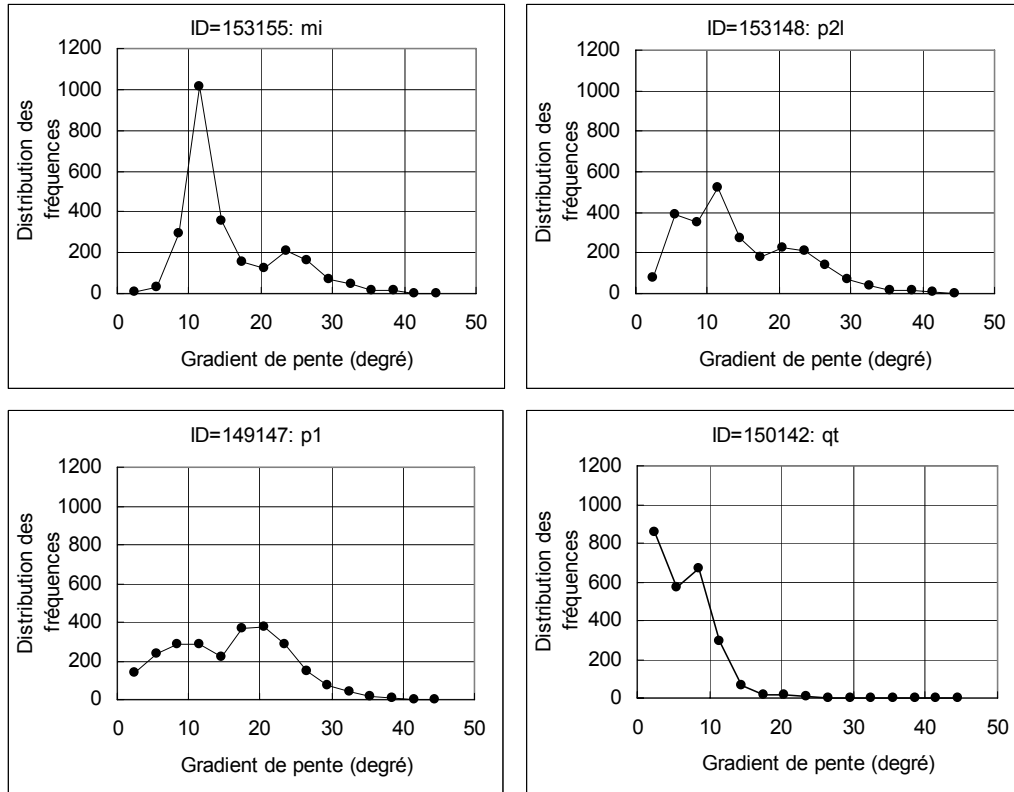 ID=153155: mi
Distribution des
fréquences
1200
1000
800
600
400
200
0
0 10 20 30 40 50
Gradient de pente (degré)
ID=153148: p2l
Distribution des
fréquences
1200
1000
800
600
400
200
0
0 10 20 30 40 50
Gradient de pente (degré)
ID=149147: p1
Distribution des
fréquences
1200
1000
800
600
400
200
0
0 10 20 30 40 50
Gradient de pente (degré)
ID=150142: qt
Distribution des
fréquences
1200
1000
800
600
400
200
0
0 10 20 30 40 50
Gradient de pente (degré)